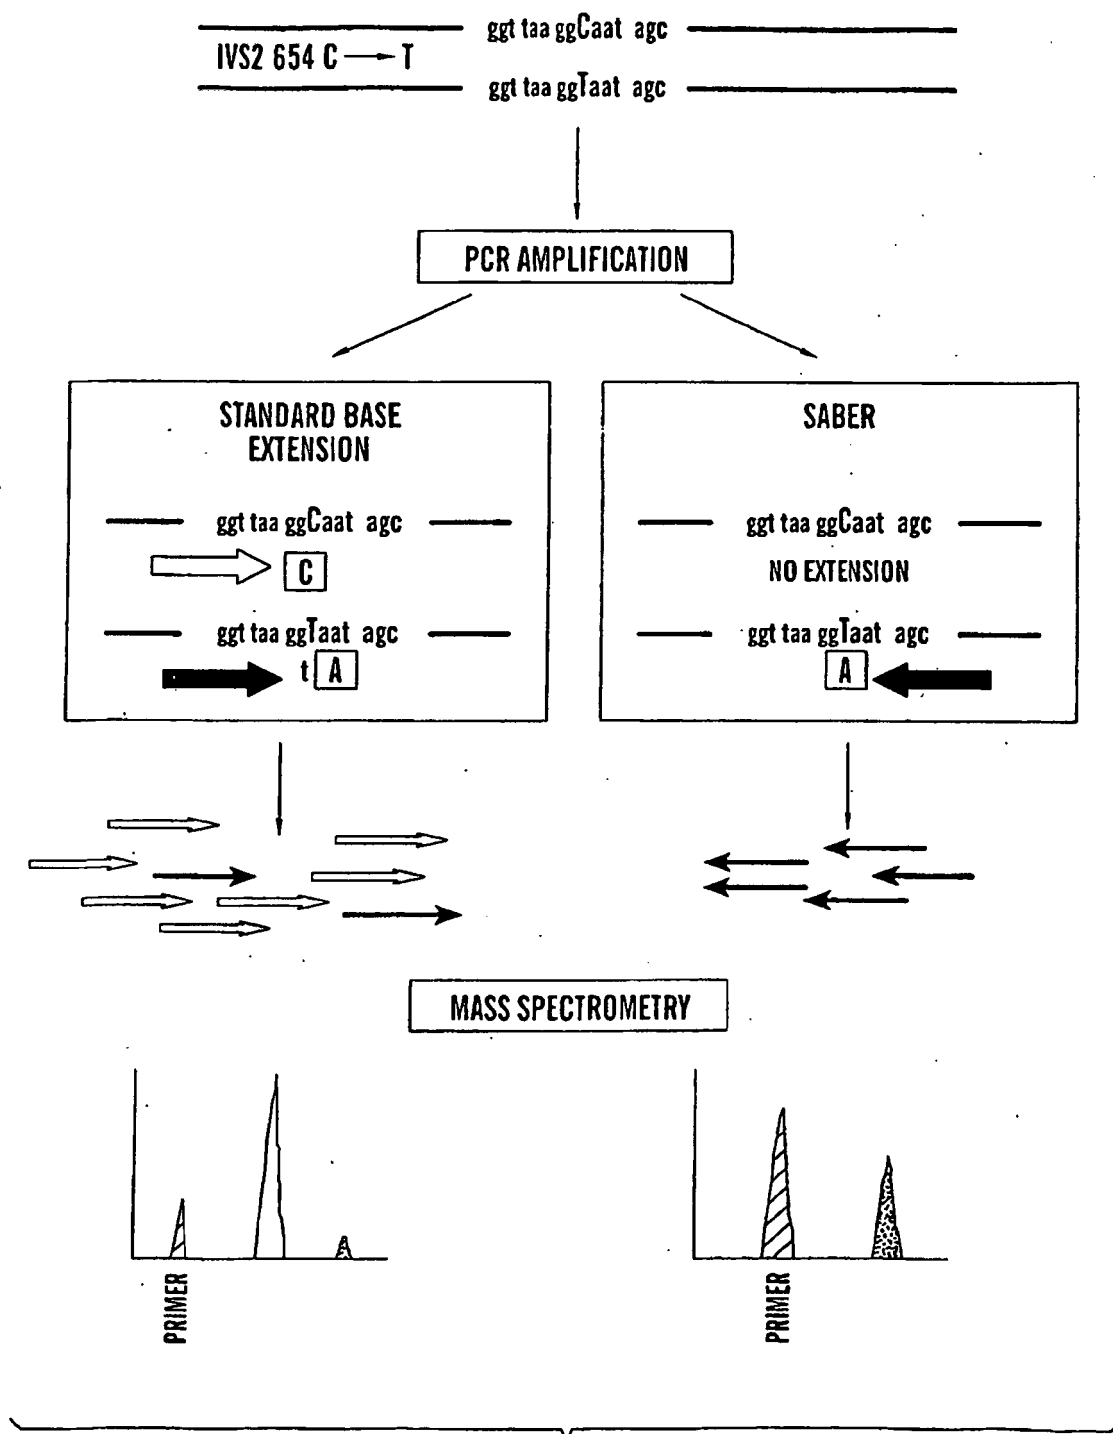 ggt taa ggCaat agc
IVS2 654 C → T
ggt taa ggTaat agc
PCR AMPLIFICATION
STANDARD BASE
EXTENSION
ggt taa ggCaat agc
C
ggt taa ggTaat agc
t A
SABER
ggt taa ggCaat agc
NO EXTENSION
ggt taa ggTaat agc
A
MASS SPECTROMETRY
PRIMER
PRIMER